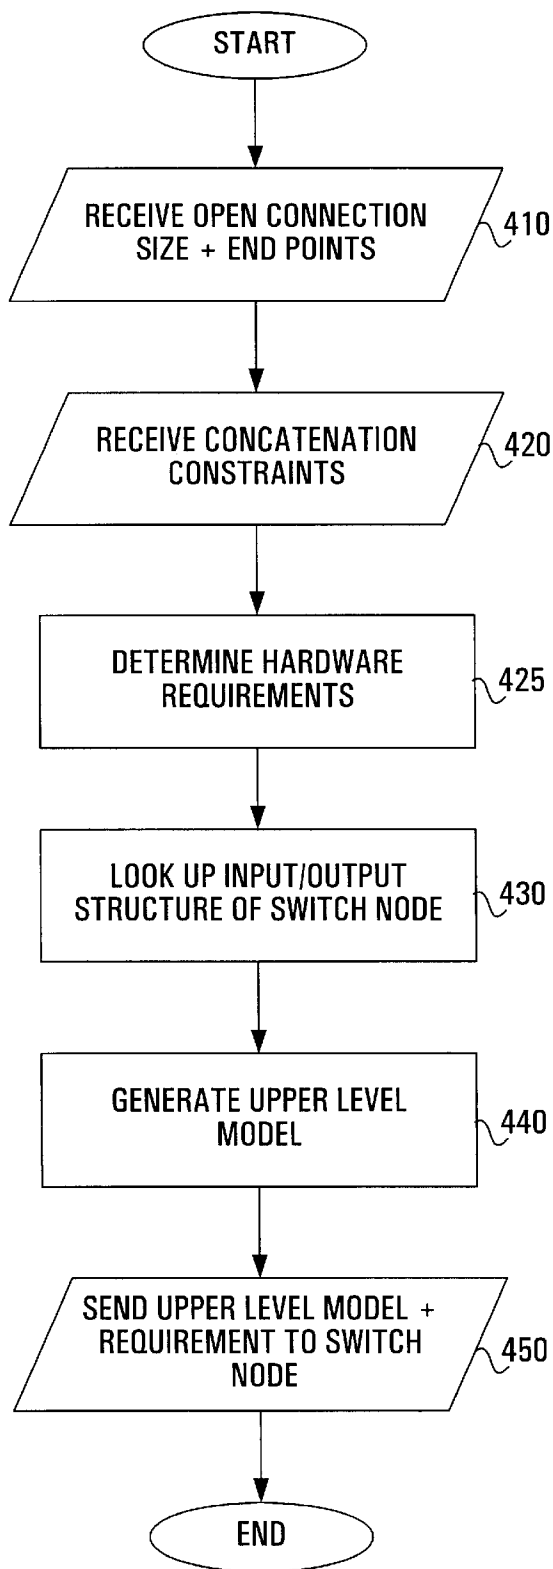 START
RECEIVE OPEN CONNECTION
SIZE + END POINTS
410
RECEIVE CONCATENATION
CONSTRAINTS
420
DETERMINE HARDWARE
REQUIREMENTS
425
LOOK UP INPUT/OUTPUT
STRUCTURE OF SWITCH NODE
430
GENERATE UPPER LEVEL
MODEL
440
SEND UPPER LEVEL MODEL +
REQUIREMENT TO SWITCH
NODE
450
END